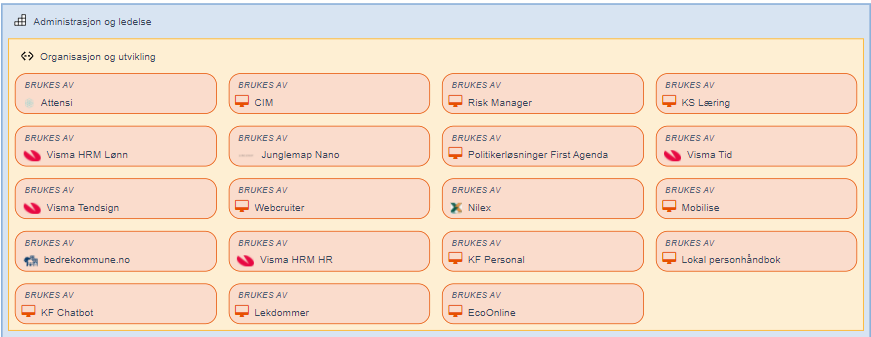 Administrasjon og ledelse
Organisasjon og utvikling
BRUKES AV
Attensi
BRUKES AV
CIM
BRUKES AV
Risk Manager
BRUKES AV
KS Læring
BRUKES AV
Visma HRM Lønn
BRUKES AV
Junglemap Nano
BRUKES AV
Politikerløsninger First Agenda
BRUKES AV
Visma Tid
BRUKES AV
Visma Tendsign
BRUKES AV
Webcruiter
BRUKES AV
Nilex
BRUKES AV
Mobilise
BRUKES AV
bedrekommune.no
BRUKES AV
Visma HRM HR
BRUKES AV
KF Personal
BRUKES AV
Lokal personhåndbok
BRUKES AV
KF Chatbot
BRUKES AV
Lekdommer
BRUKES AV
EcoOnline